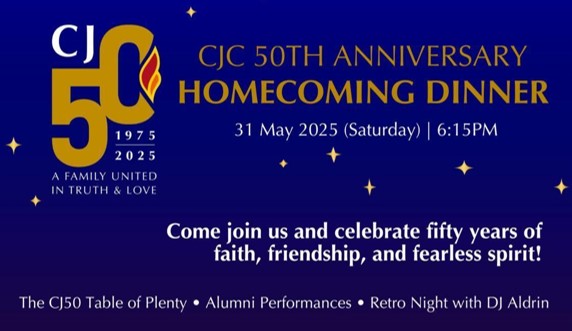 CJC 50
1975
2025
A FAMILY UNITED
IN TRUTH & LOVE
CJC 50TH ANNIVERSARY
HOMECOMING DINNER
31 May 2025 (Saturday) | 6:15PM
Come join us and celebrate fifty years of
faith, friendship, and fearless spirit!
The CJ50 Table of Plenty • Alumni Performances • Retro Night with DJ Aldrin